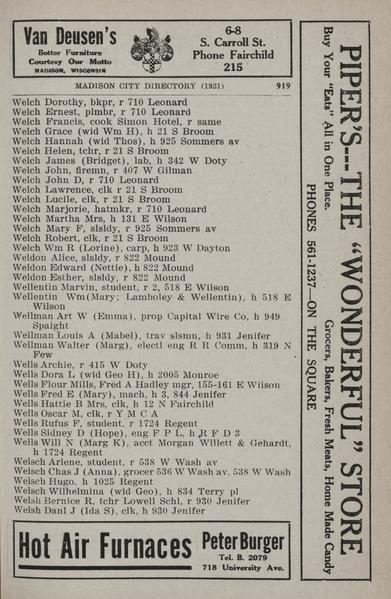 Van Deusen's
Better Furniture
Courtesy Our Motto
MADISON, WISCONSIN
6-8
S. Carroll St.
Phone Fairchild
215
MADISON CITY DIRECTORY (1921) 919
Welch Dorothy, bkpr, r 710 Leonard
Welch Ernest, plmbr, r 710 Leonard
Welch Francis, cook Simon Hotel, r same
Welch Grace (wid Wm H), h 21 S Broom
Welch Hannah (wid Thos), h 925 Sommers av
Welch Helen, tchr, r 21 S Broom
Welch James (Bridget), lab, h 342 W Doty
Welch John, firemn, r 407 W Gilman
Welch John D, r 710 Leonard
Welch Lawrence, clk r 21 S Broom
Welch Lucile, clk, r 21 S Broom
Welch Marjorie, hatmkr, r 710 Leonard
Welch Martha Mrs, h 131 E Wilson
Welch Mary F, slsldy, r 925 Sommers av
Welch Robert, clk, r 21 S Broom
Welch Wm R (Lorine), carp, h 923 W Dayton
Weldon Alice, slsldy, r 822 Mound
Weldon Edward (Nettie), h 822 Mound
Weldon Esther, slsldy, r 822 Mound
Wellentin Marvin, student, r 2, 518 E Wilson
Wellentin Wm(Mary; Lamboley & Wellentin), h 518 E
Wilson
Wellman Art W (Emma), prop Capital Wire Co, h 949
Spaight
Wellman Louis A (Mabel), trav slsmn, h 931 Jenifer
Wellman Walter (Marg), electl eng R R Comm, h 319 N
Few
Wells Archie, r 415 W Doty
Wells Dora L (wid Geo H), h 2005 Monroe
Wells Flour Mills, Fred A Hadley mgr, 155-161 E Wilson
Wells Fred E (Mary), mach, h 3, 844 Jenifer
Wells Hattie B Mrs, clk, h 12 N Fairchild
Wells Oscar M, clk, r Y M C A
Wells Rufus F, student, r 1724 Regent
Wells Sidney D (Hope), eng F P L, h R F D 3
Wells Will N (Marg K), acct Morgan Willett & Gehardt,
h 1724 Regent
Welsch Arlene, student, r 538 W Wash av
Welsch Chas J (Anna), grocer 536 W Wash av, 538 W Wash
Welsch Hugo, h 1025 Regent
Welsch Wilhelmina (wid Geo), h 834 Terry pl
Welsh Bernice R, tchr Lowell Schl, r 930 Jenifer
Welsh Danl J (Ida S), clk, h 930 Jenifer
Hot Air Furnaces
Peter Burger
Tel. B. 2079
718 University Ave.
PIPER'S---THE "WONDERFUL" STORE
Buy Your "Eats" All in One Place.
Grocers, Bakers, Fresh Meats, Home Made Candy
PHONES 561-1237—ON THE SQUARE